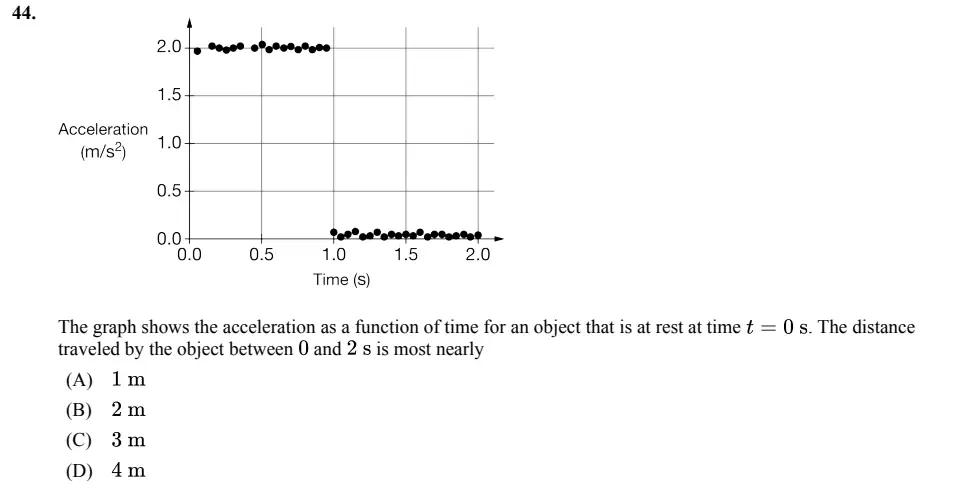 44.
2.0
1.5
Acceleration
(m/s²)
1.0
0.5
0.0
0.0 0.5 1.0 1.5 2.0
Time (s)
The graph shows the acceleration as a function of time for an object that is at rest at time t = 0 s. The distance
traveled by the object between 0 and 2 s is most nearly
(A) 1 m
(B) 2 m
(C) 3 m
(D) 4 m